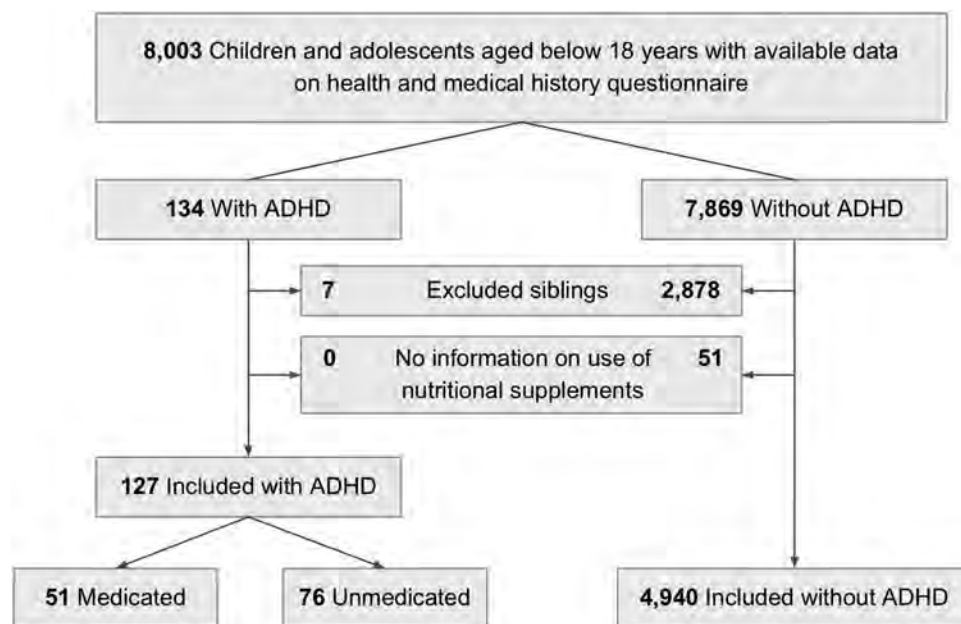 8,003 Children and adolescents aged below 18 years with available data
on health and medical history questionnaire
134 With ADHD
7,869 Without ADHD
7 Excluded siblings 2,878
0 No information on use of 51
nutritional supplements
127 Included with ADHD
51 Medicated
76 Unmedicated
4,940 Included without ADHD